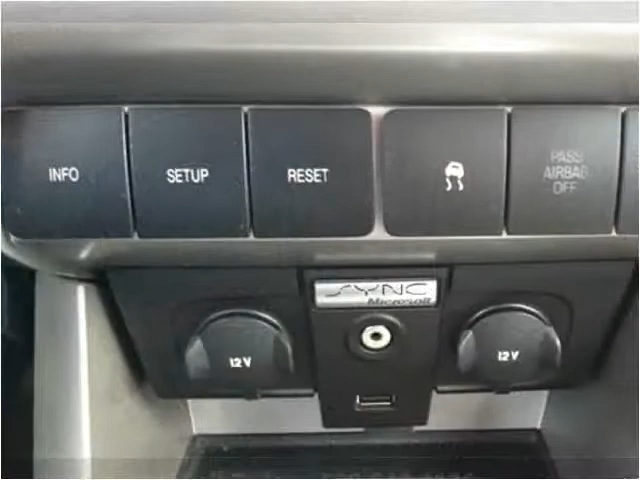 INFO
SETUP
RESET
PASS
AIRBAG
OFF
SYNC
Microsoft
12V
12V